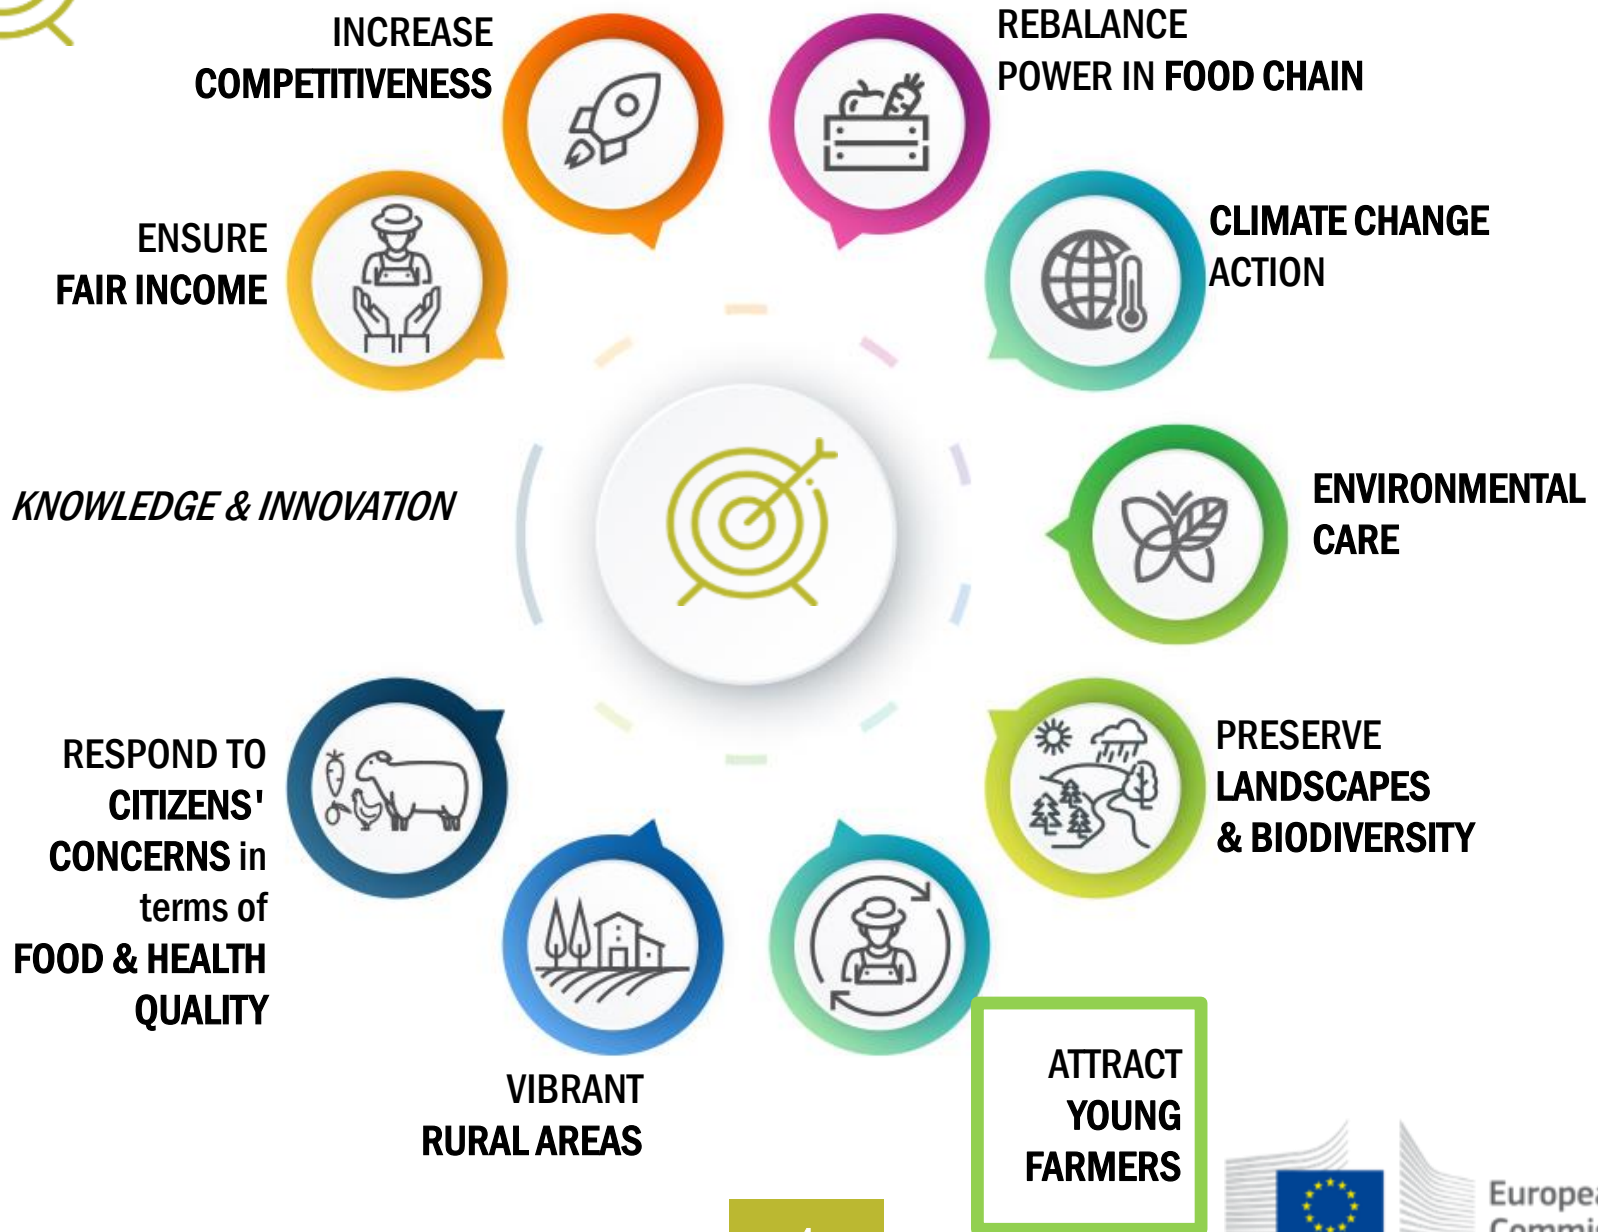 INCREASE
COMPETITIVENESS
REBALANCE
POWER IN FOOD CHAIN
ENSURE
FAIR INCOME
CLIMATE CHANGE
ACTION
KNOWLEDGE & INNOVATION
ENVIRONMENTAL
CARE
RESPOND TO
CITIZENS'
CONCERNS in
terms of
FOOD & HEALTH
QUALITY
PRESERVE
LANDSCAPES
& BIODIVERSITY
VIBRANT
RURAL AREAS
ATTRACT
YOUNG
FARMERS
Europea